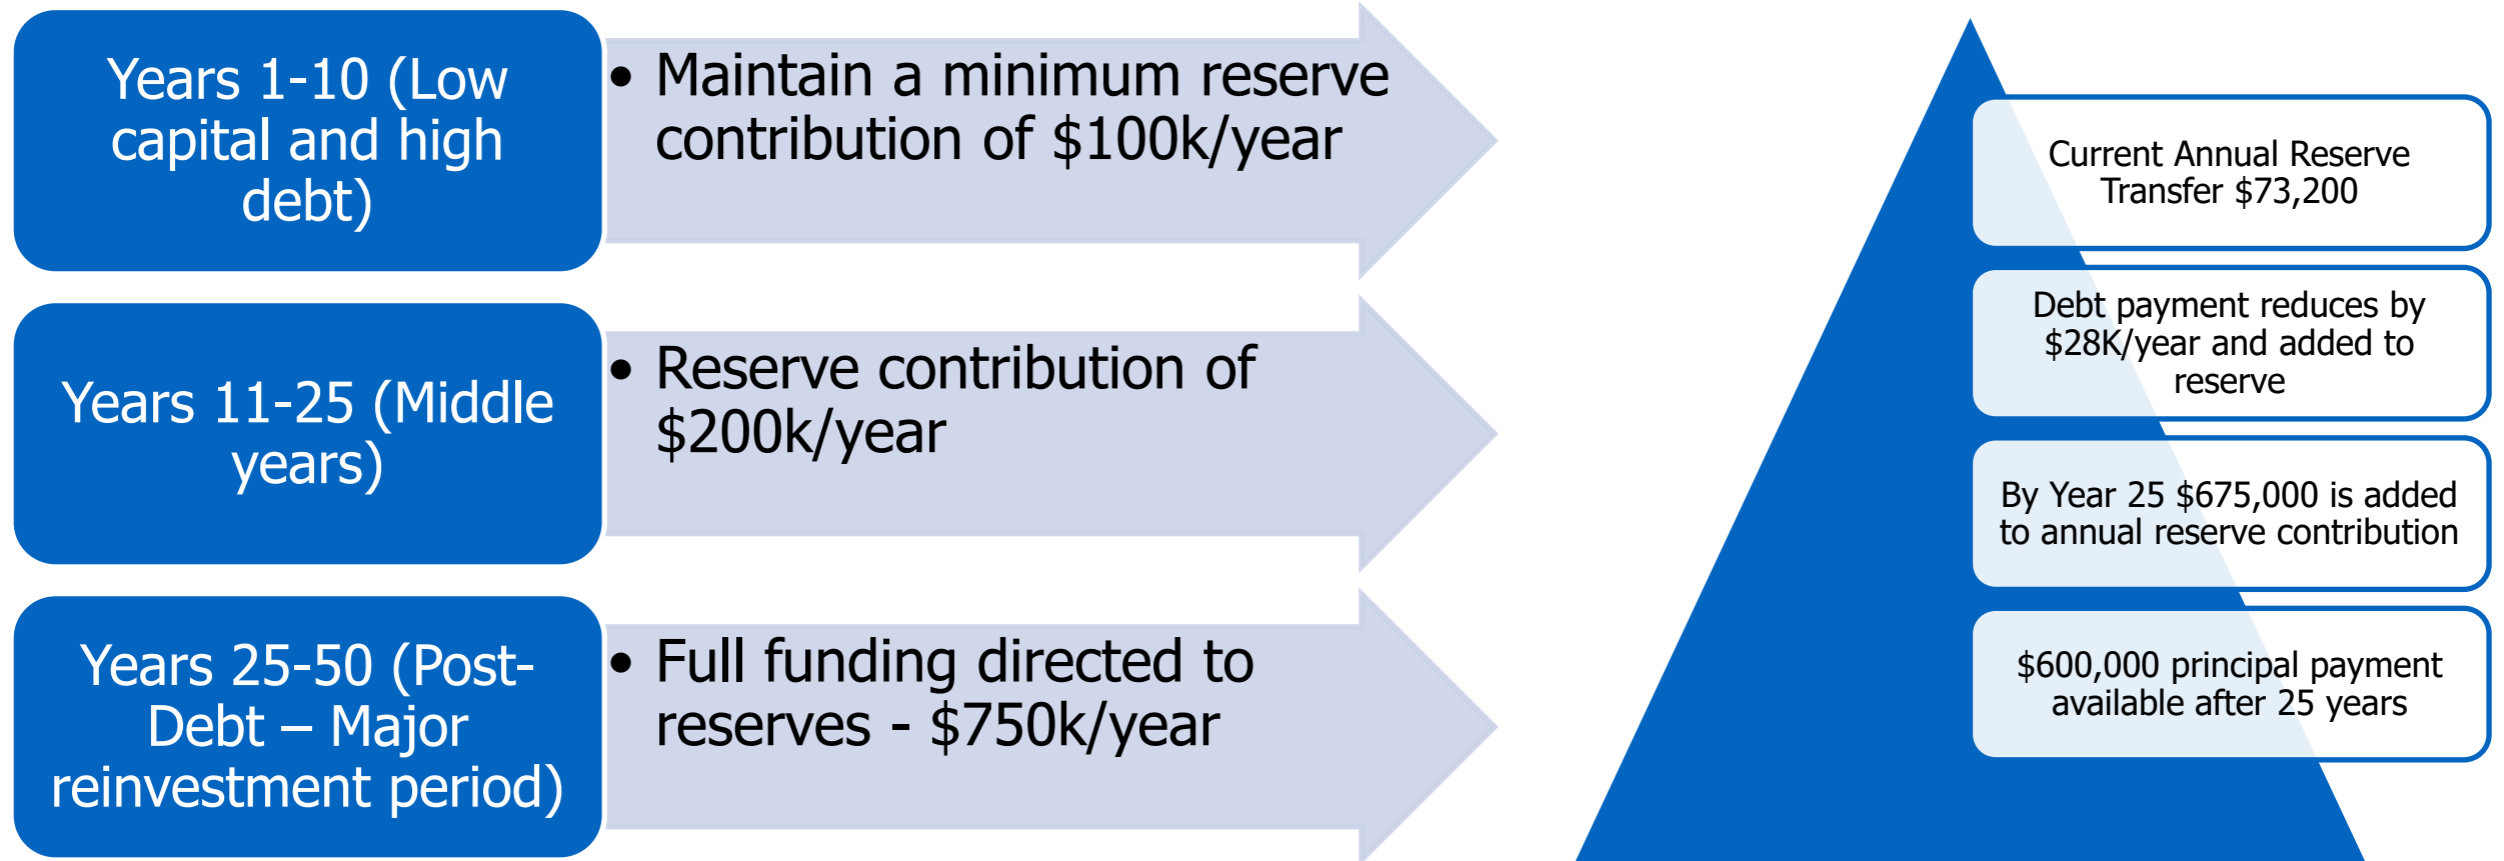 Years 1-10 (Low
capital and high
debt)
• Maintain a minimum reserve
contribution of $100k/year
Years 11-25 (Middle
years)
• Reserve contribution of
$200k/year
Years 25-50 (Post-
Debt – Major
reinvestment period)
• Full funding directed to
reserves - $750k/year
Current Annual Reserve
Transfer $73,200
Debt payment reduces by
$28K/year and added to
reserve
By Year 25 $675,000 is added
to annual reserve contribution
$600,000 principal payment
available after 25 years